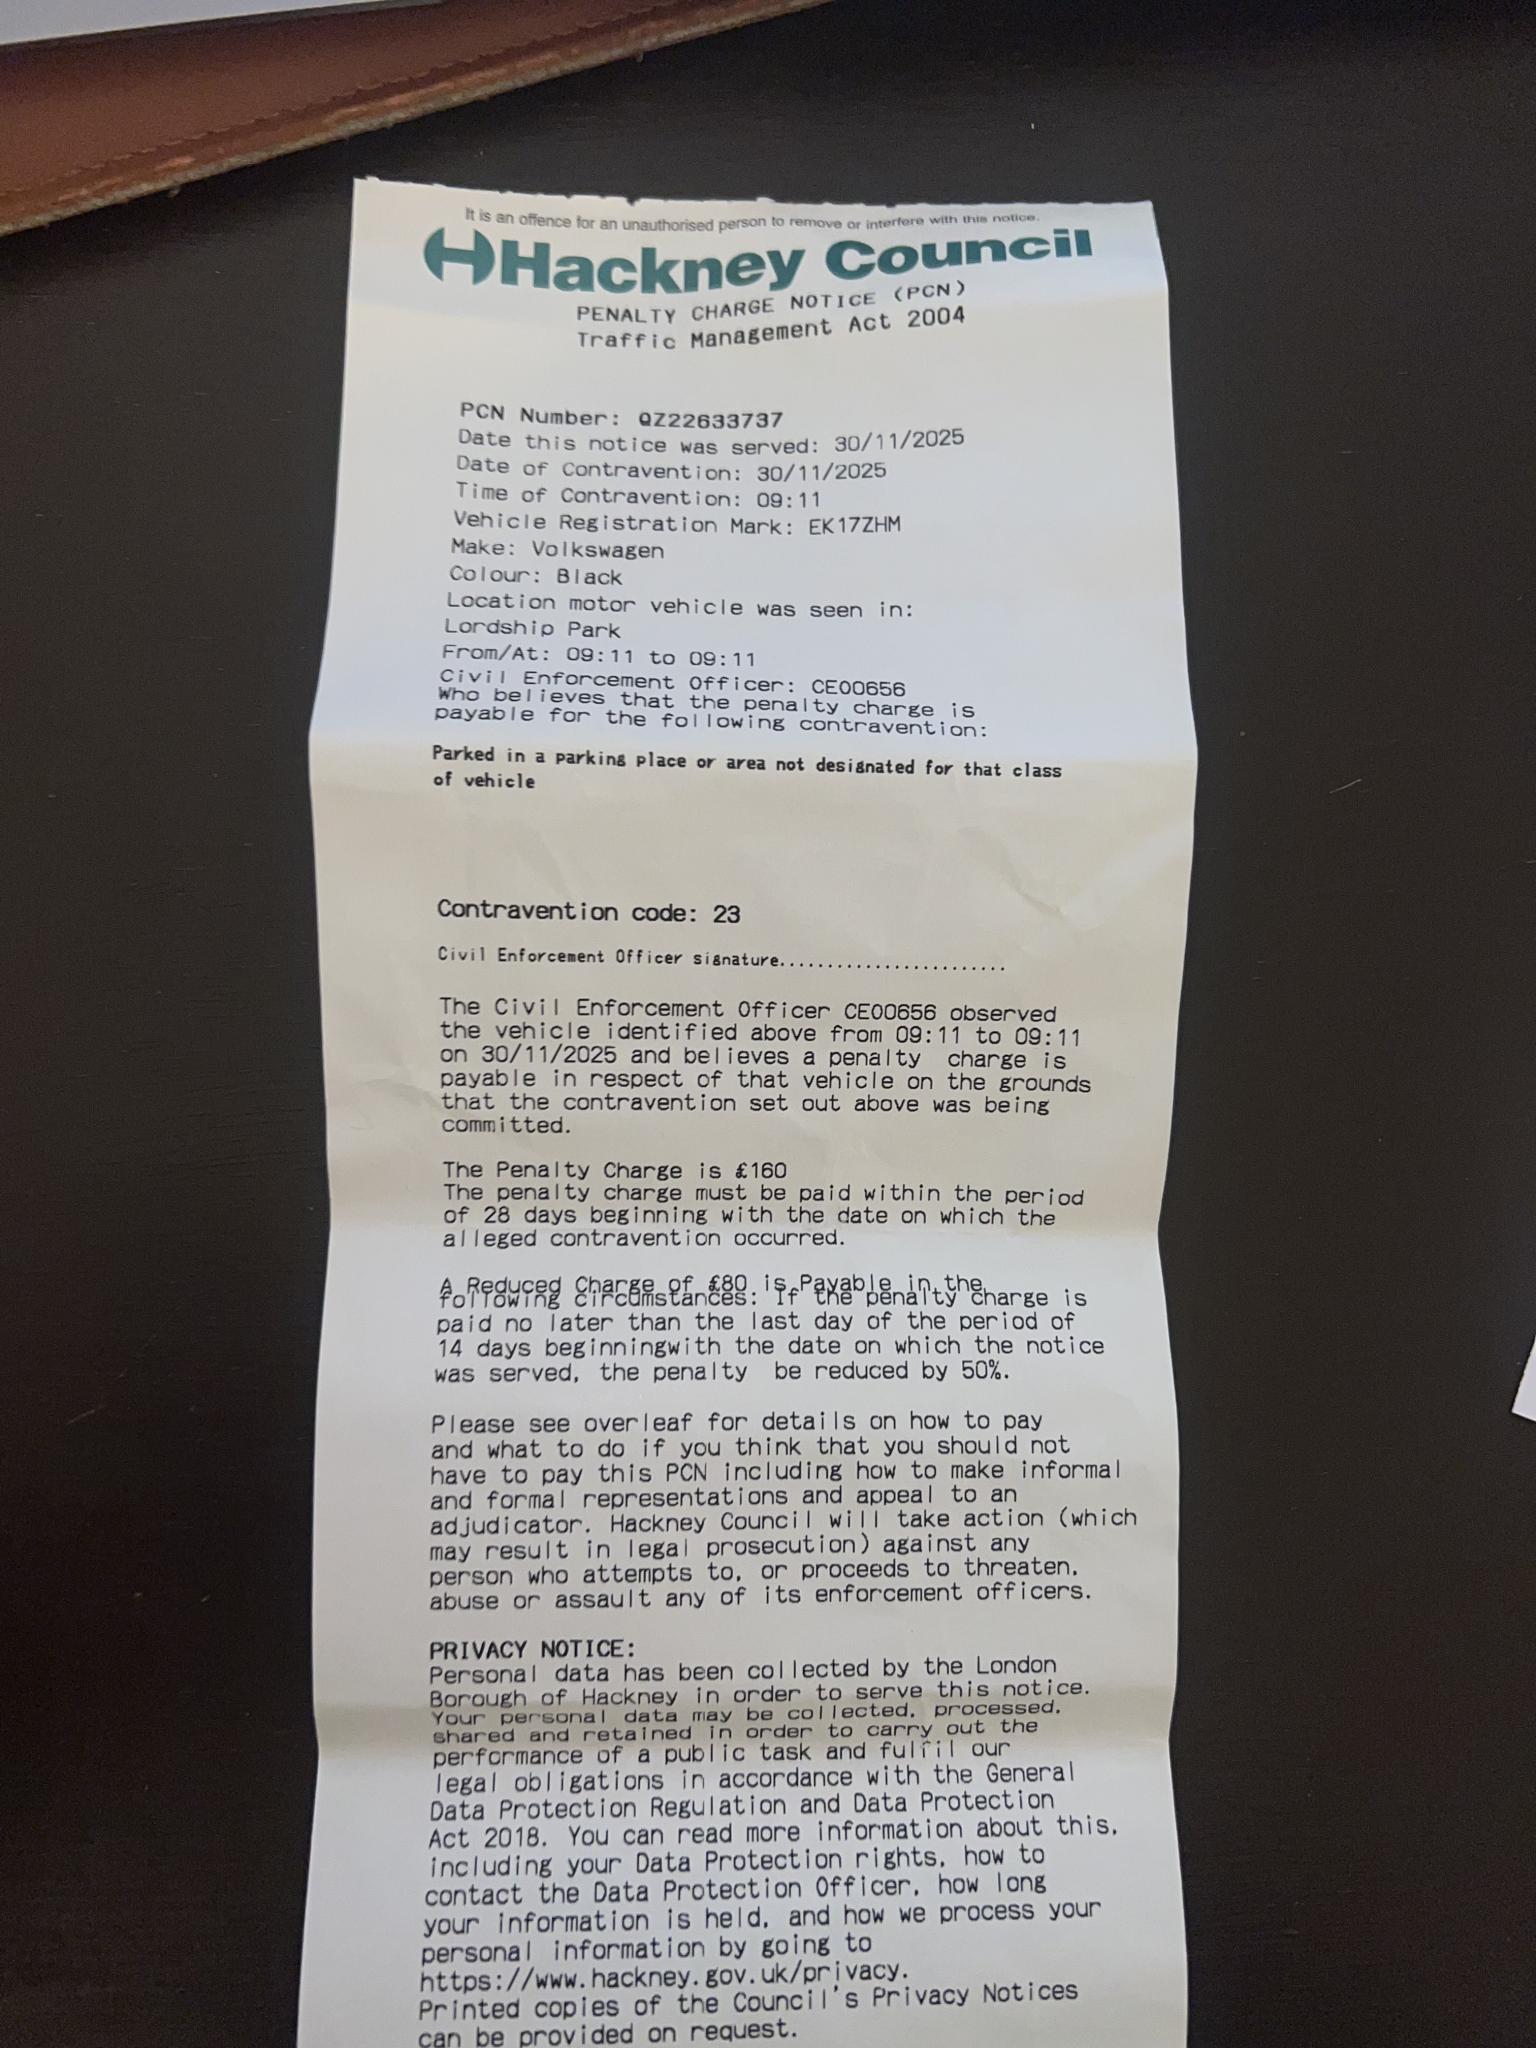 It is an offence for an unauthorised person to remove or interfere with this notice.
Hackney Council
PENALTY CHARGE NOTICE (PCN)
Traffic Management Act 2004
PCN Number: QZ22633737
Date this notice was served: 30/11/2025
Date of Contravention: 30/11/2025
Time of Contravention: 09:11
Vehicle Registration Mark: EK17ZHM
Make: Volkswagen
Colour: Black
Location motor vehicle was seen in:
Lordship Park
From/At: 09:11 to 09:11
Civil Enforcement Officer: CE00656
Who believes that the penalty charge is
payable for the following contravention:
Parked in a parking place or area not designated for that class
of vehicle
Contravention code: 23
Civil Enforcement Officer signature........................
The Civil Enforcement Officer CE00656 observed
the vehicle identified above from 09:11 to 09:11
on 30/11/2025 and believes a penalty  charge is
payable in respect of that vehicle on the grounds
that the contravention set out above was being
committed.
The Penalty Charge is £160
The penalty charge must be paid within the period
of 28 days beginning with the date on which the
alleged contravention occurred.
A Reduced Charge of £80 is Payable in the
following circumstances: If the penalty charge is
paid no later than the last day of the period of
14 days beginningwith the date on which the notice
was served, the penalty  be reduced by 50%.
Please see overleaf for details on how to pay
and what to do if you think that you should not
have to pay this PCN including how to make informal
and formal representations and appeal to an
adjudicator. Hackney Council will take action (which
may result in legal prosecution) against any
person who attempts to, or proceeds to threaten,
abuse or assault any of its enforcement officers.
PRIVACY NOTICE:
Personal data has been collected by the London
Borough of Hackney in order to serve this notice.
Your personal data may be collected, processed,
shared and retained in order to carry out the
performance of a public task and fulfil our
legal obligations in accordance with the General
Data Protection Regulation and Data Protection
Act 2018. You can read more information about this,
including your Data Protection rights, how to
contact the Data Protection Officer, how long
your information is held, and how we process your
personal information by going to
https://www.hackney.gov.uk/privacy.
Printed copies of the Council's Privacy Notices
can be provided on request.